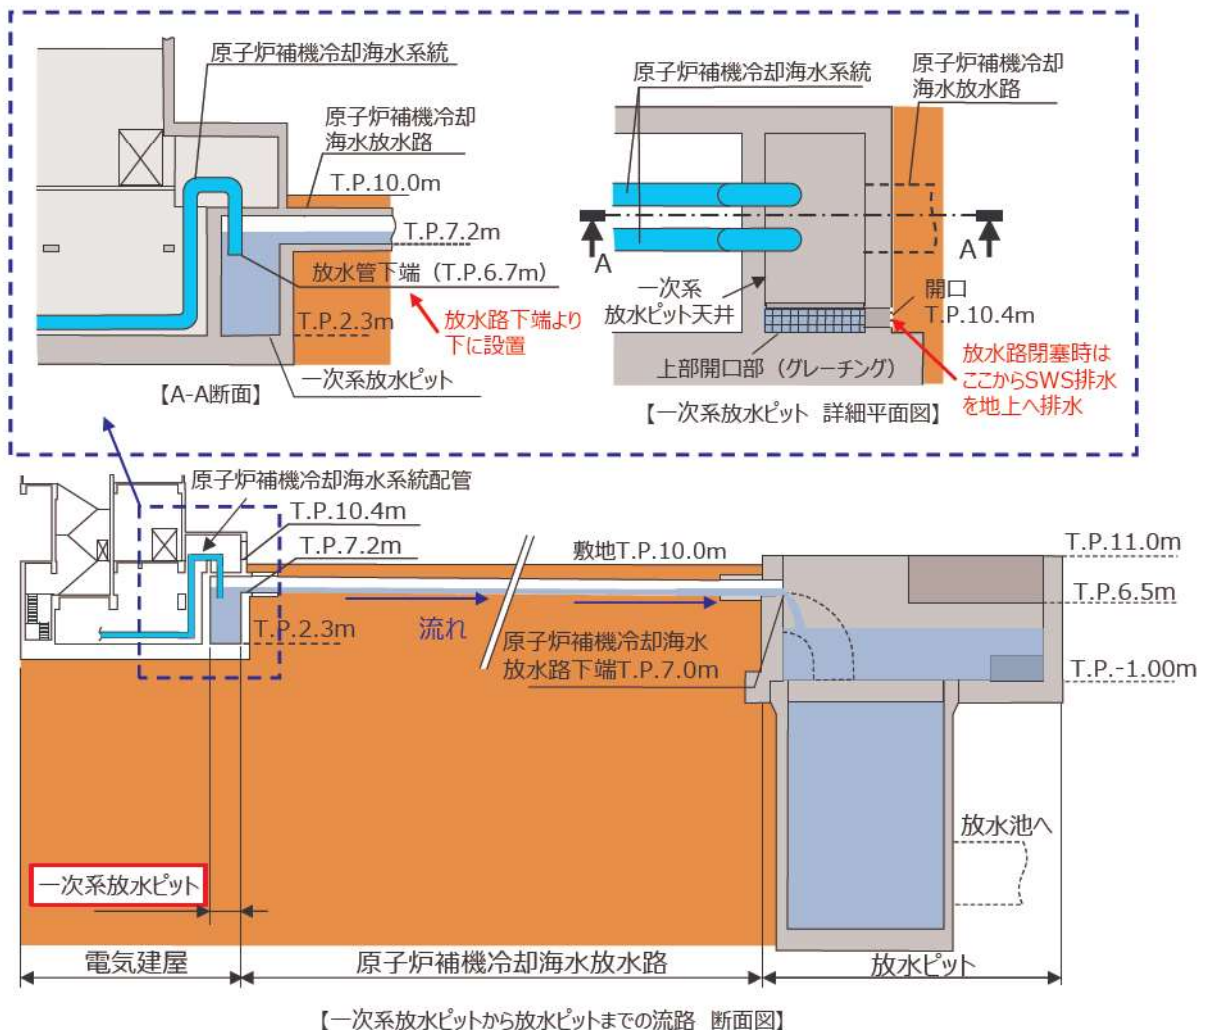 原子炉補機冷却海水系統
原子炉補機冷却
海水放水路
T.P.10.0m
T.P.7.2m
放水管下端（T.P.6.7m）
T.P.2.3m
放水路下端より
下に設置
一次系放水ピット
【A-A断面】
原子炉補機冷却海水系統
原子炉補機冷却
海水放水路
A
A
一次系
放水ピット天井
開口
T.P.10.4m
上部開口部（グレーチング）
放水路閉塞時は
ここからSWS排水
を地上へ排水
【一次系放水ピット 詳細平面図】
原子炉補機冷却海水系統配管
T.P.10.4m
T.P.7.2m
T.P.2.3m
敷地T.P.10.0m
流れ
原子炉補機冷却海水
放水路下端T.P.7.0m
T.P.11.0m
T.P.6.5m
T.P.-1.00m
放水池へ
一次系放水ピット
電気建屋
原子炉補機冷却海水放水路
放水ピット
【一次系放水ピットから放水ピットまでの流路 断面図】